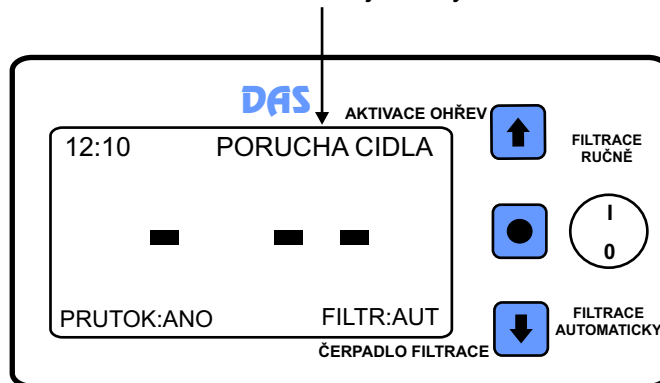 DAS
AKTIVACE OHŘEV
12:10 PORUCHA CIDLA
FILTRACE
RUČNĚ
- - -
I
0
PRUTOK:ANO FILTR:AUT
FILTRACE
AUTOMATICKY
ČERPADLO FILTRACE